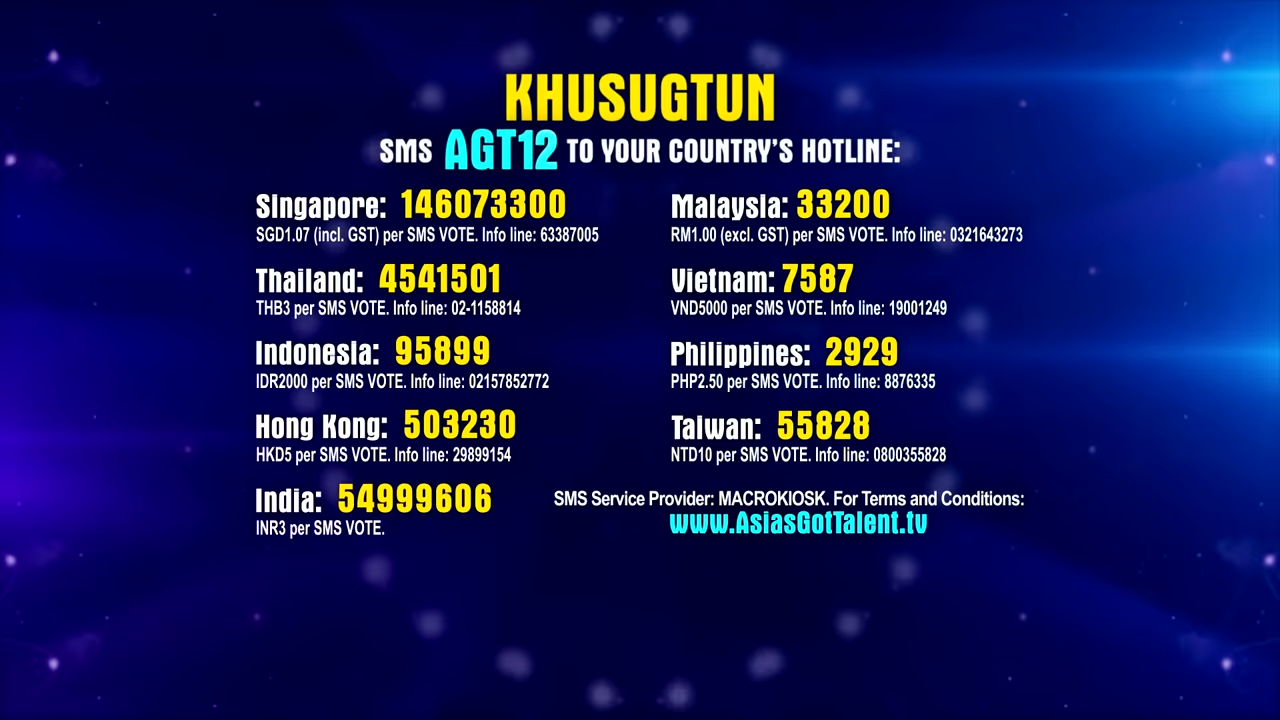 KHUSUGTUN
SMS AGT12 TO YOUR COUNTRY'S HOTLINE:
Singapore: 146073300
SGD1.07 (incl. GST) per SMS VOTE. Info line: 63387005
Malaysia: 33200
RM1.00 (excl. GST) per SMS VOTE. Info line: 0321643273
Thailand: 4541501
THB3 per SMS VOTE. Info line: 02-1158814
Vietnam: 7587
VND5000 per SMS VOTE. Info line: 19001249
Indonesia: 95899
IDR2000 per SMS VOTE. Info line: 02157852772
Philippines: 2929
PHP2.50 per SMS VOTE. Info line: 8876335
Hong Kong: 503230
HKD5 per SMS VOTE. Info line: 29899154
Taiwan: 55828
NTD10 per SMS VOTE. Info line: 0800355828
India: 54999606
INR3 per SMS VOTE.
SMS Service Provider: MACROKIOSK. For Terms and Conditions:
www.AsiasGotTalent.tv